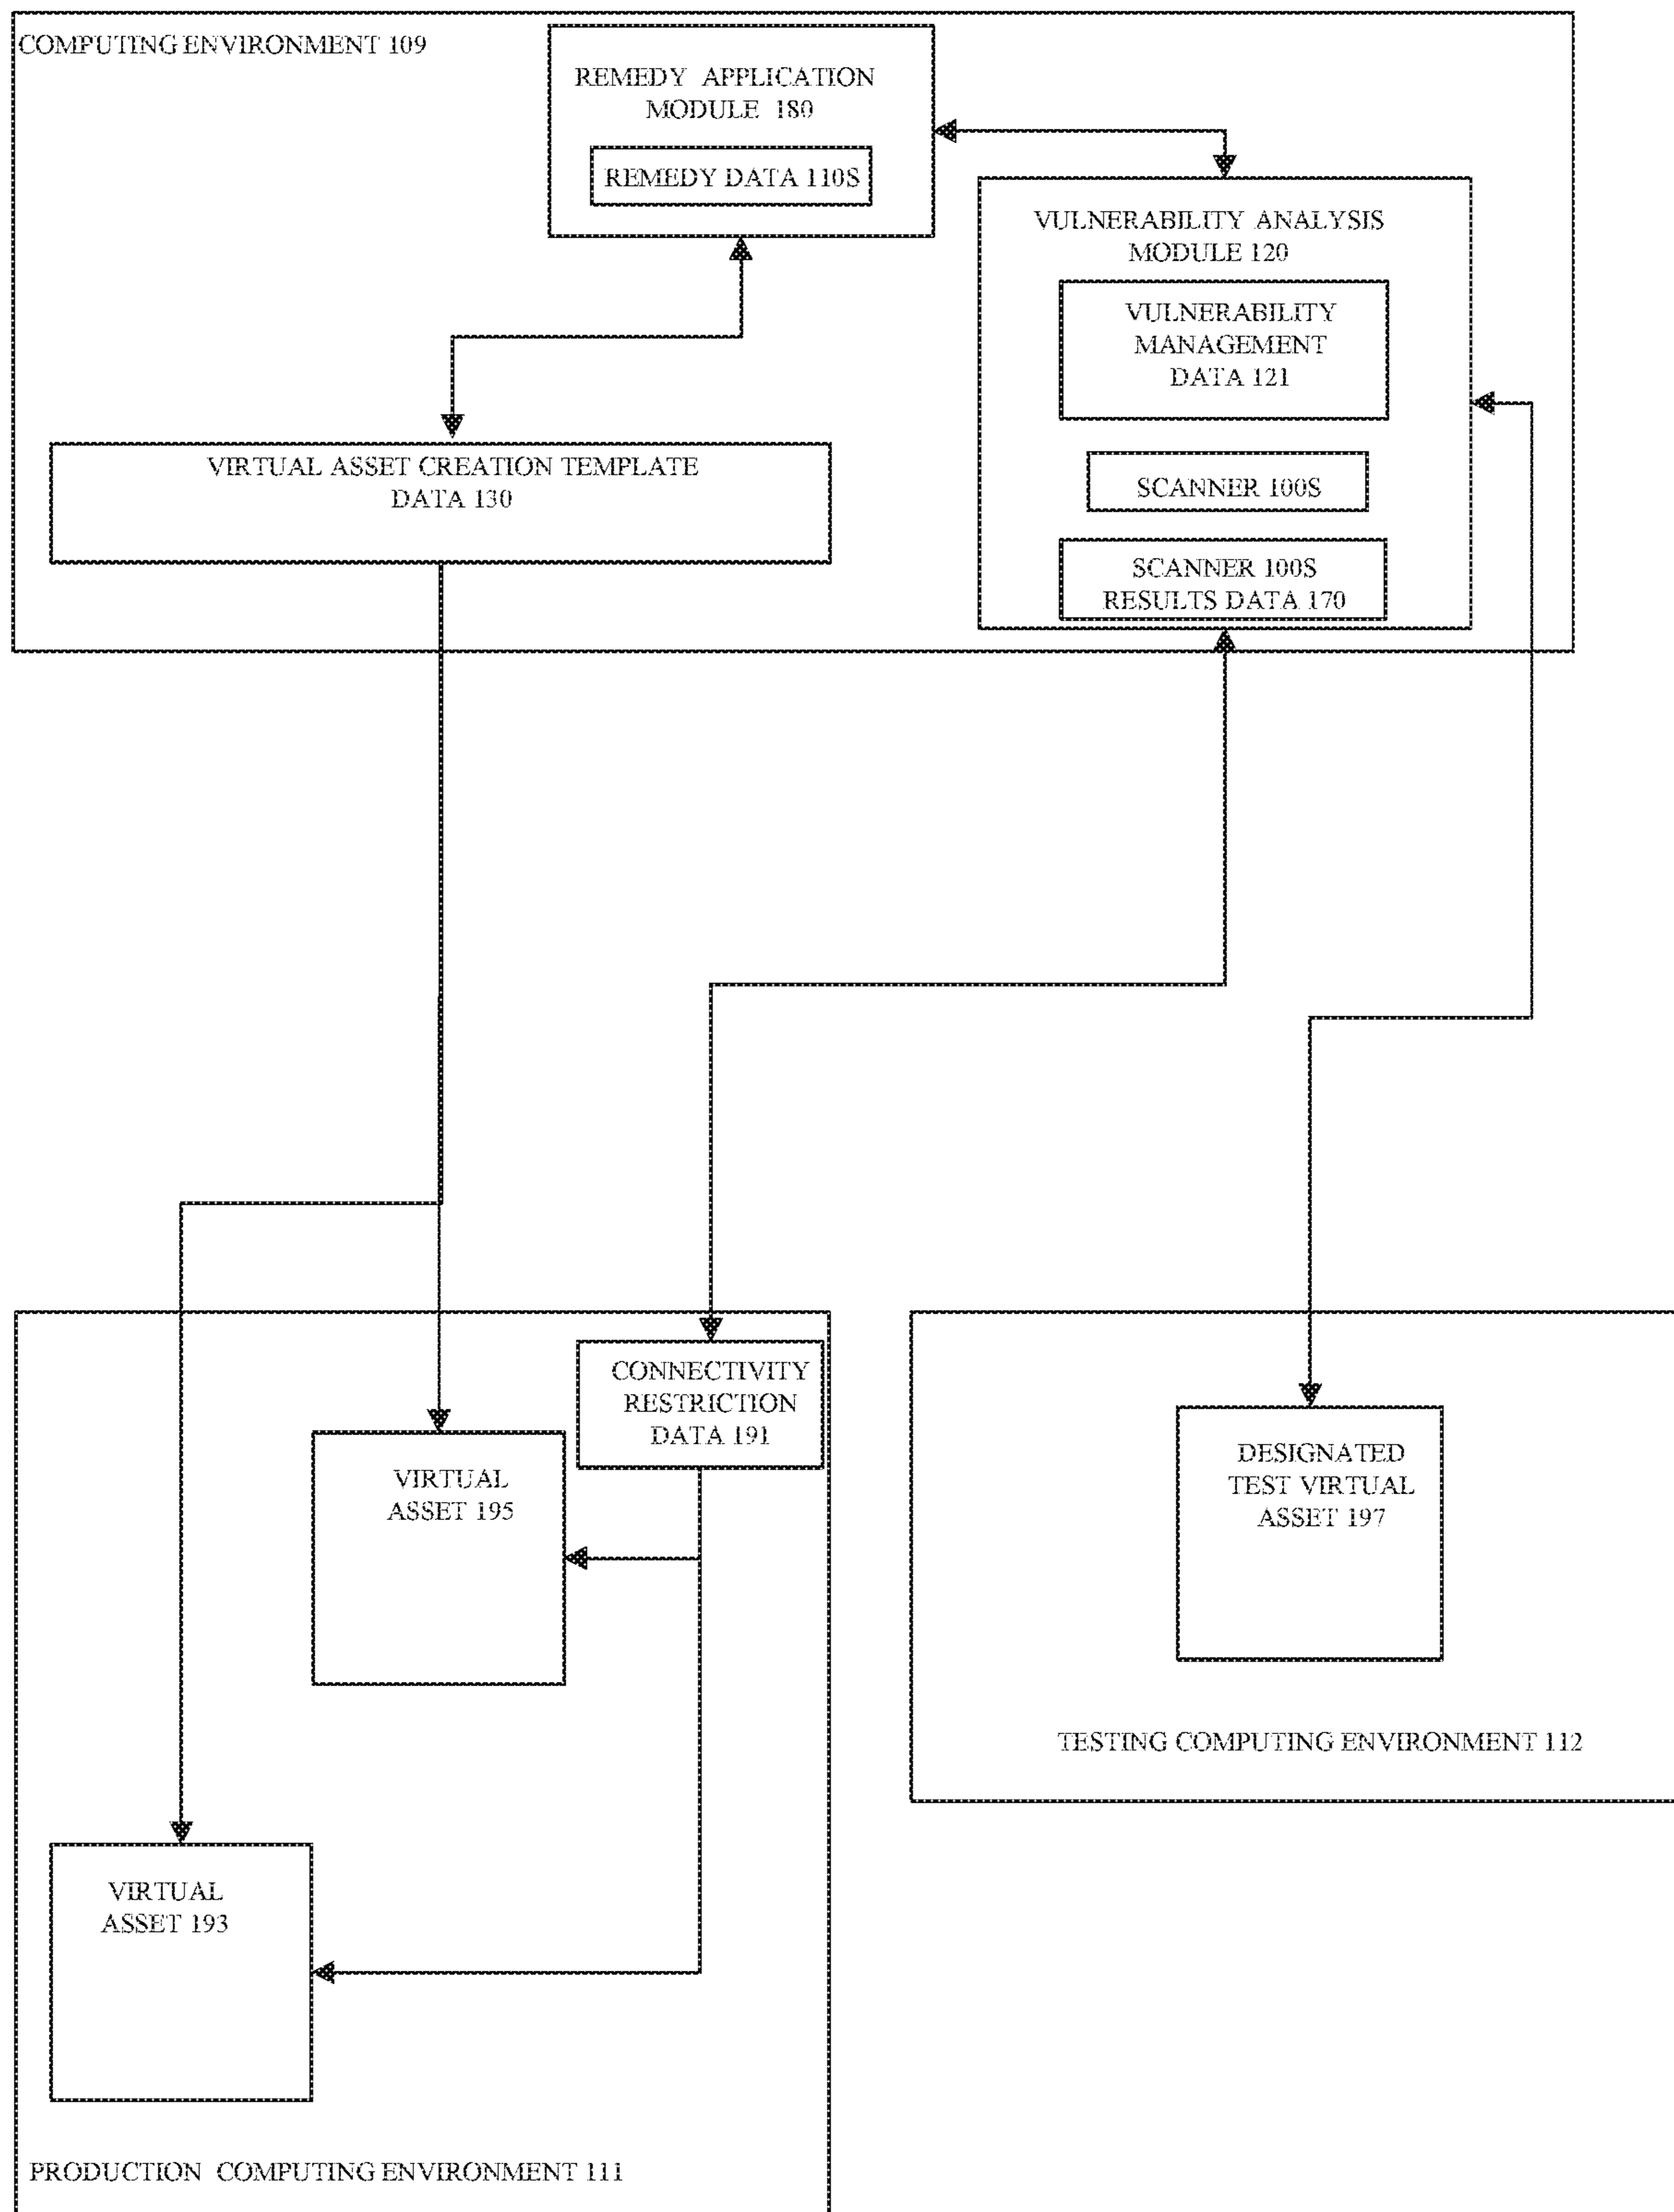 COMPUTING ENVIRONMENT 109
REMEDY APPLICATION
MODULE 180
REMEDY DATA 110S
VULNERABILITY ANALYSIS
MODULE 120
VULNERABILITY
MANAGEMENT
DATA 121
SCANNER 100S
SCANNER 100S
RESULTS DATA 170
VIRTUAL ASSET CREATION TEMPLATE
DATA 130
CONNECTIVITY
RESTRICTION
DATA 191
VIRTUAL
ASSET 195
DESIGNATED
TEST VIRTUAL
ASSET 197
TESTING COMPUTING ENVIRONMENT 112
VIRTUAL
ASSET 193
PRODUCTION COMPUTING ENVIRONMENT 111